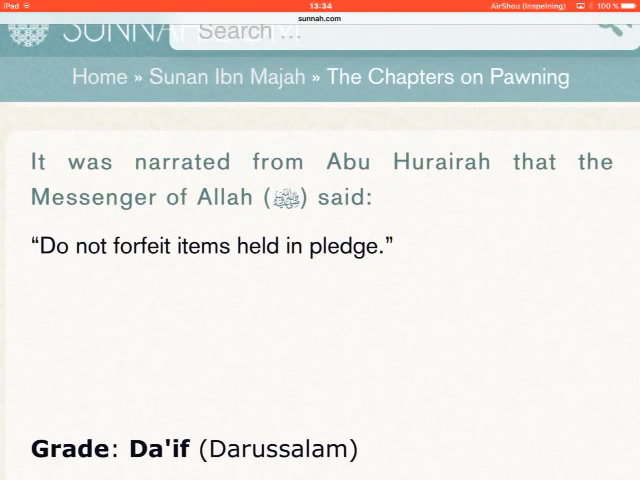 iPad 13:34 AirShou (Inspelning) 100 %
sunnah.com
Search ...
Home » Sunan Ibn Majah » The Chapters on Pawning
It was narrated from Abu Hurairah that the
Messenger of Allah (ﷺ) said:
“Do not forfeit items held in pledge.”
Grade: Da'if (Darussalam)